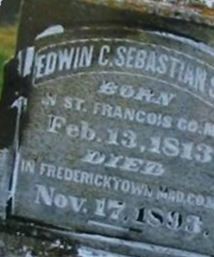 EDWIN C. SEBASTIAN
BORN
IN ST. FRANCOIS CO. M
Feb. 13, 1813
DIED
IN FREDERICKTOWN MAD. CO. M
Nov. 17, 1893.